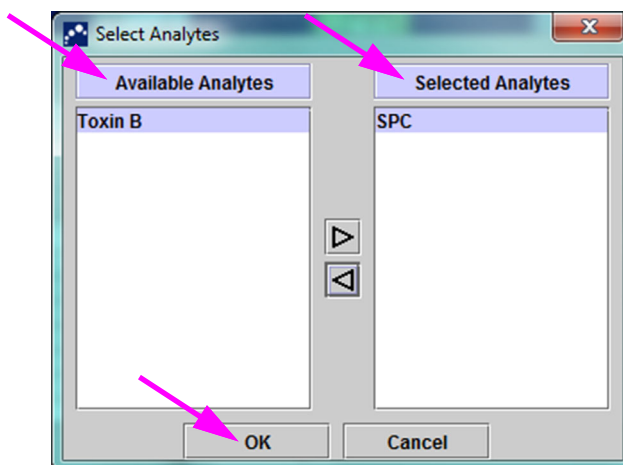 Select Analytes
Available Analytes
Selected Analytes
Toxin B
SPC
OK
Cancel